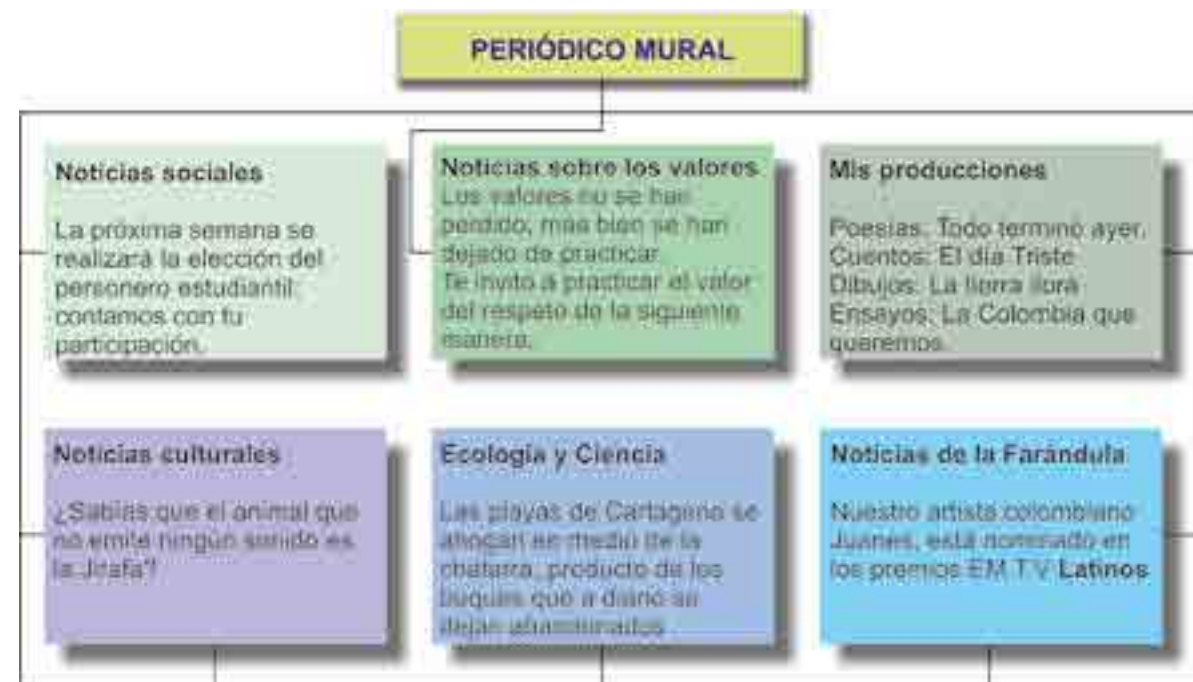 PERIÓDICO MURAL
Noticias sociales
La próxima semana se
realizará la elección del
personero estudiantil;
contamos con tu
participación.
Noticias sobre los valores
Los valores no se han
perdido, mas bien se han
dejado de practicar.
Te invito a practicar el valor
del respeto de la siguiente
manera.
Mis producciones
Poesías: Todo terminó ayer.
Cuentos: El día Triste
Dibujos: La tierra llora
Ensayos: La Colombia que
queremos.
Noticias culturales
¿Sabías que el animal que
no emite ningún sonido es
la Jirafa?
Ecología y Ciencia
Las playas de Cartagena se
ahogan en medio de la
chatarra, producto de los
buques que a diario se
dejan abandonados
Noticias de la Farándula
Nuestro artista colombiano
Juanes, está nominado en
los premios EM TV Latinos